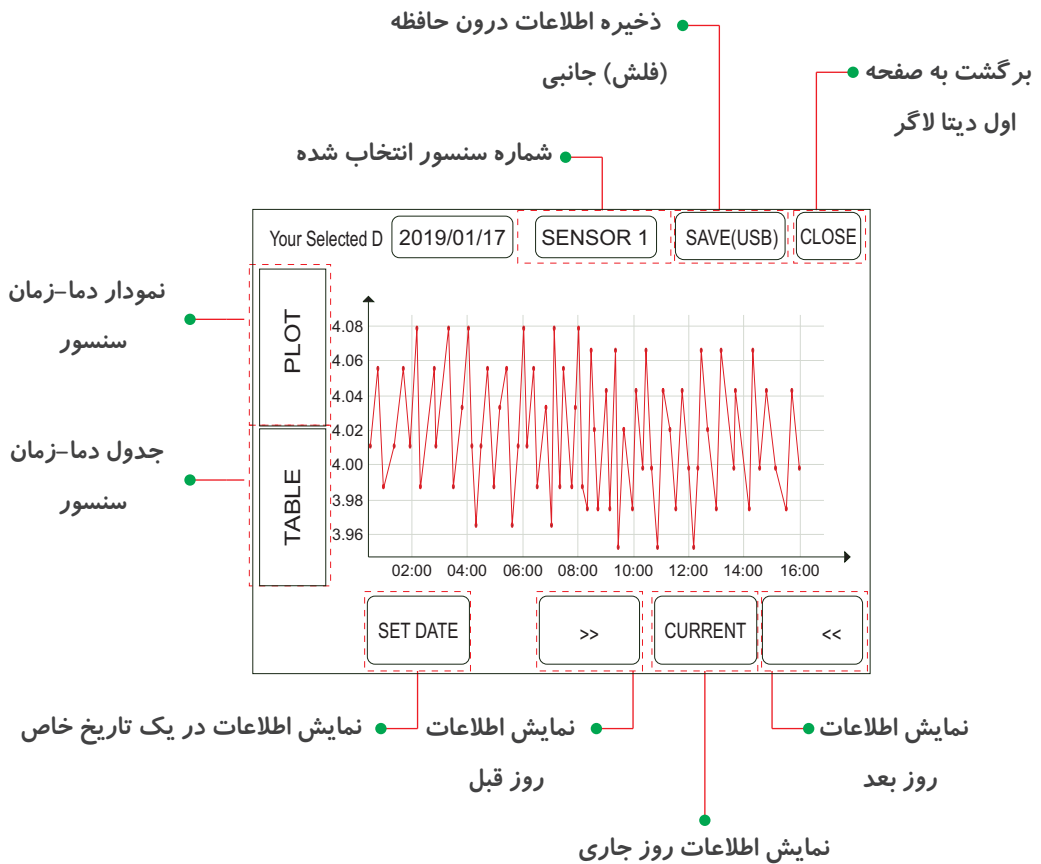 ذخیره اطلاعات درون حافظه
(فلش) جانبی
برگشت به صفحه
اول دیتا لاگر
شماره سنسور انتخاب شده
Your Selected D
2019/01/17
SENSOR 1
SAVE(USB)
CLOSE
نمودار دما-زمان
سنسور
PLOT
جدول دما-زمان
سنسور
TABLE
4.08
4.06
4.04
4.02
4.00
3.98
3.96
02:00 04:00 06:00 08:00 10:00 12:00 14:00 16:00
SET DATE
>>
CURRENT
<<
نمایش اطلاعات در یک تاریخ خاص
نمایش اطلاعات
روز قبل
نمایش اطلاعات
روز بعد
نمایش اطلاعات روز جاری